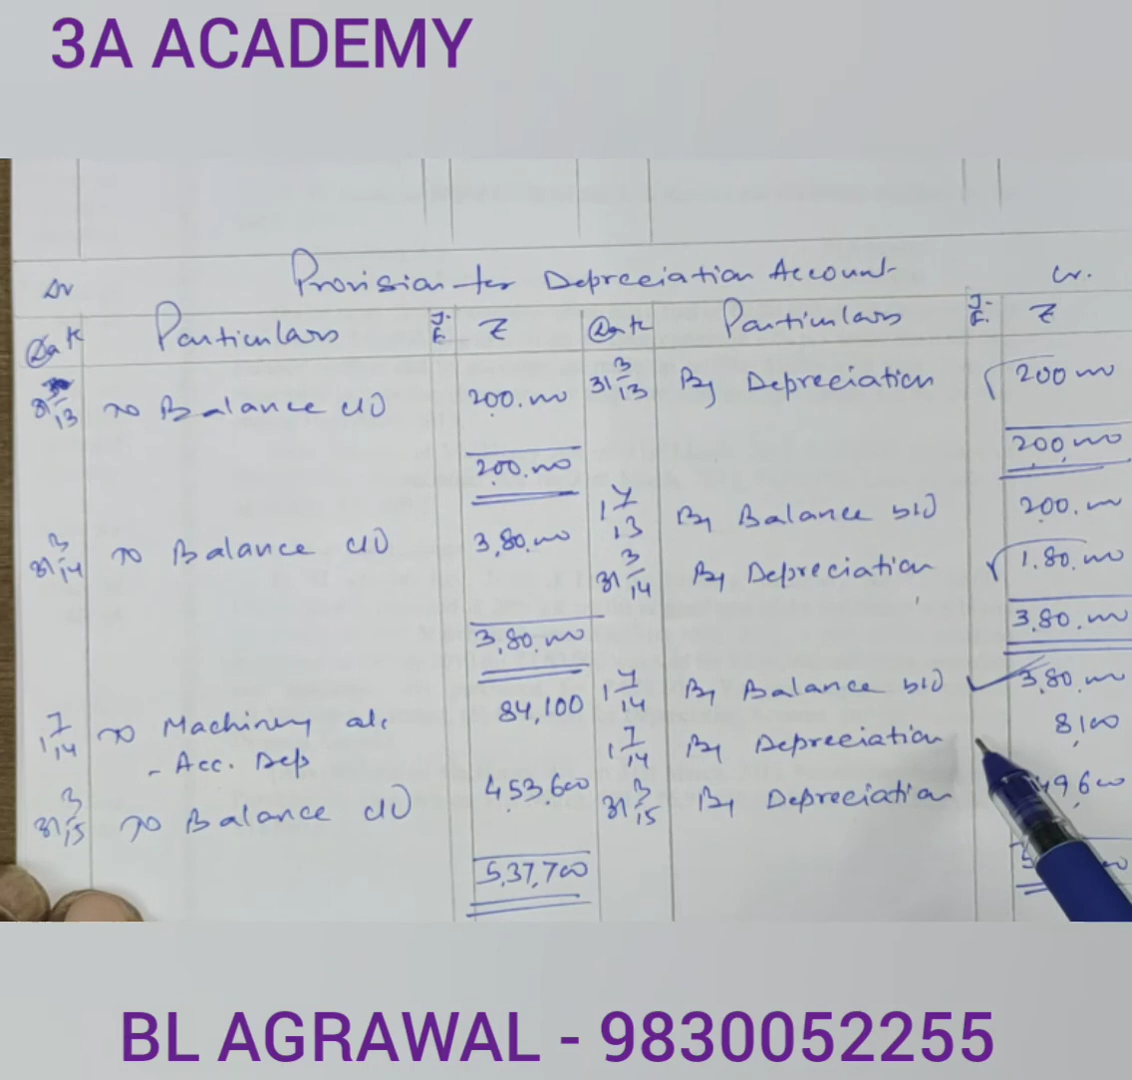 3A ACADEMY
Provision for Depreciation Account
Dr Cr.
Date Particulars J.F. ₹ Date Particulars J.F. ₹
31/3/13 To Balance c/d 200.000 31/3/13 By Depreciation 200000
200.000 200,000
1/4/13 By Balance b/d 200.000
31/3/14 To Balance c/d 3,80.000 31/3/14 By Depreciation 1.80.000
3,80.000 3,80.000
1/4/14 By Balance b/d 3,80.000
1/7/14 To Machinery a/c 84,100 1/7/14 By Depreciation 8,100
- Acc. Dep
31/3/15 To Balance c/d 453,600 31/3/15 By Depreciation 49,600
5,37,700
BL AGRAWAL - 9830052255